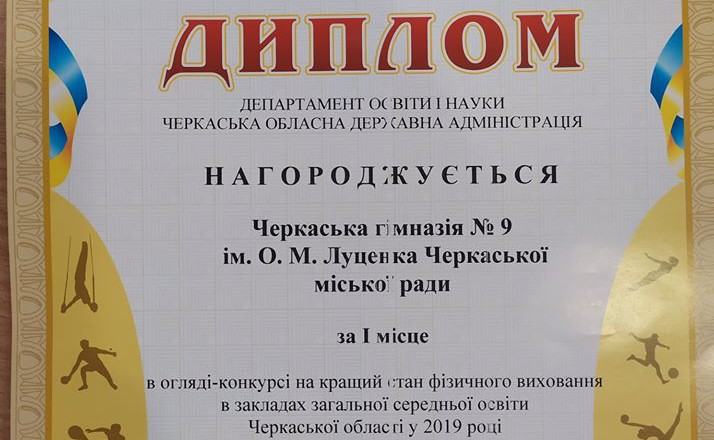 ДИПЛОМ
ДЕПАРТАМЕНТ ОСВІТИ І НАУКИ
ЧЕРКАСЬКА ОБЛАСНА ДЕРЖАВНА АДМІНІСТРАЦІЯ
НАГОРОДЖУЄТЬСЯ
Черкаська гімназія № 9
ім. О. М. Луценка Черкаської
міської ради
за І місце
в огляді-конкурсі на кращий стан фізичного виховання
в закладах загальної середньої освіти
Черкаської області у 2019 році